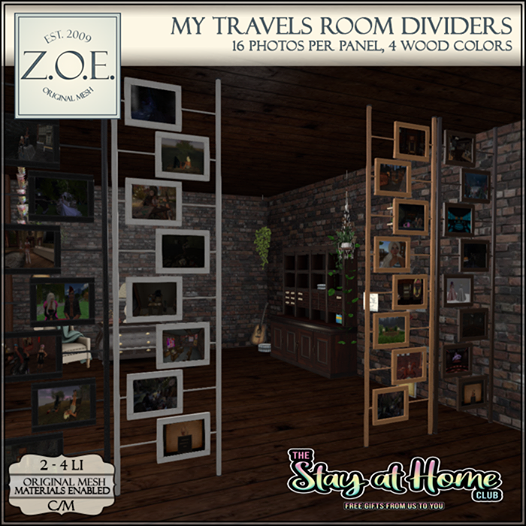 EST. 2009
Z.O.E.
ORIGINAL MESH
MY TRAVELS ROOM DIVIDERS
16 PHOTOS PER PANEL, 4 WOOD COLORS
2 - 4 LI
ORIGINAL MESH
MATERIALS ENABLED
C/M
THE
Stay at Home
CLUB
FREE GIFTS FROM US TO YOU